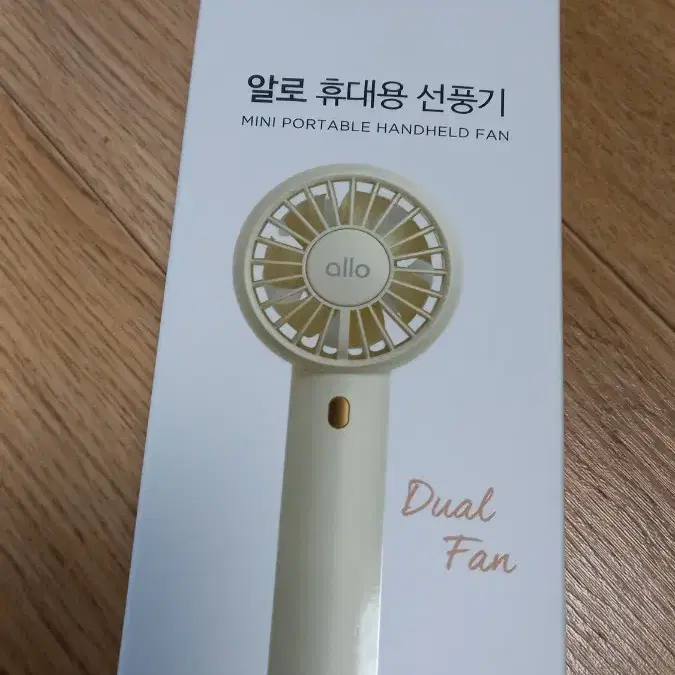 알로 휴대용 선풍기
MINI PORTABLE HANDHELD FAN
allo
Dual
Fan